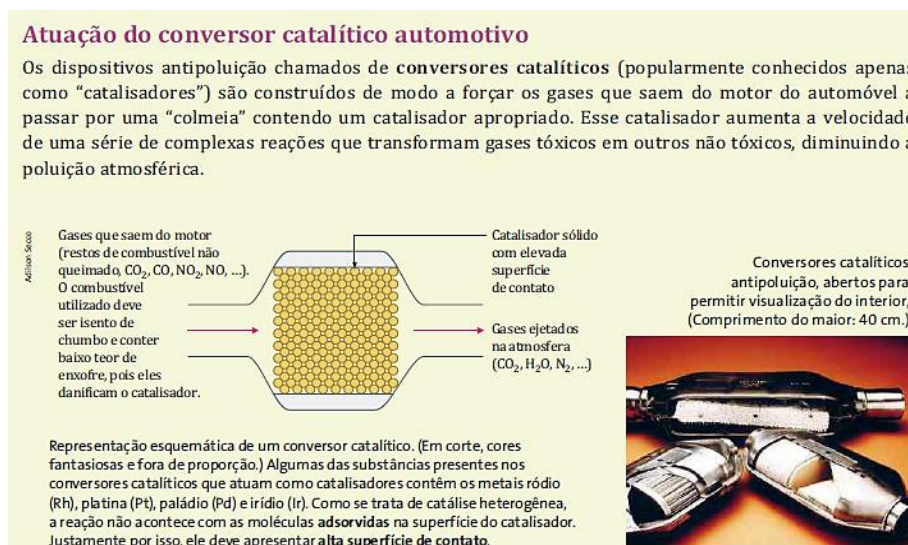 Atuação do conversor catalítico automotivo
Os dispositivos antipoluição chamados de conversores catalíticos (popularmente conhecidos apenas
como “catalisadores”) são construídos de modo a forçar os gases que saem do motor do automóvel a
passar por uma “colmeia” contendo um catalisador apropriado. Esse catalisador aumenta a velocidade
de uma série de complexas reações que transformam gases tóxicos em outros não tóxicos, diminuindo a
poluição atmosférica.
Adilson Secco
Gases que saem do motor
(restos de combustível não
queimado, CO₂, CO, NO₂, NO, ...).
O combustível
utilizado deve
ser isento de
chumbo e conter
baixo teor de
enxofre, pois eles
danificam o catalisador.
Catalisador sólido
com elevada
superfície
de contato
Gases ejetados
na atmosfera
(CO₂, H₂O, N₂, ...)
Conversores catalíticos
antipoluição, abertos para
permitir visualização do interior,
(Comprimento do maior: 40 cm.)
Representação esquemática de um conversor catalítico. (Em corte, cores
fantasiosas e fora de proporção.) Algumas das substâncias presentes nos
conversores catalíticos que atuam como catalisadores contêm os metais ródio
(Rh), platina (Pt), paládio (Pd) e irídio (Ir). Como se trata de catálise heterogênea,
a reação não acontece com as moléculas adsorvidas na superfície do catalisador.
Justamente por isso, ele deve apresentar alta superfície de contato.